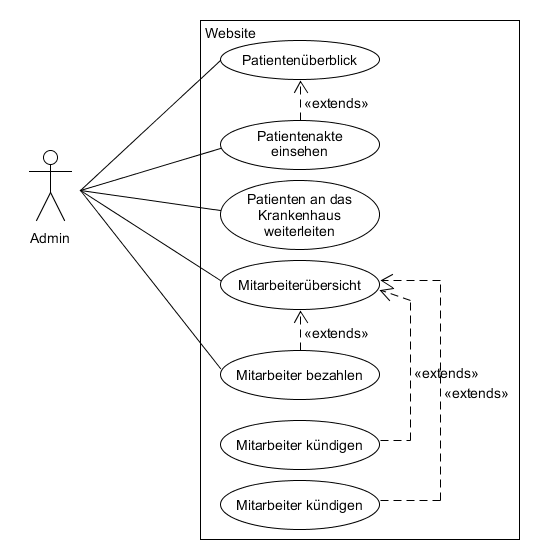 Website
Patientenüberblick
«extends»
Patientenakte
einsehen
Patienten an das
Krankenhaus
weiterleiten
Admin
Mitarbeiterübersicht
«extends»
Mitarbeiter bezahlen
«extends»
«extends»
Mitarbeiter kündigen
Mitarbeiter kündigen